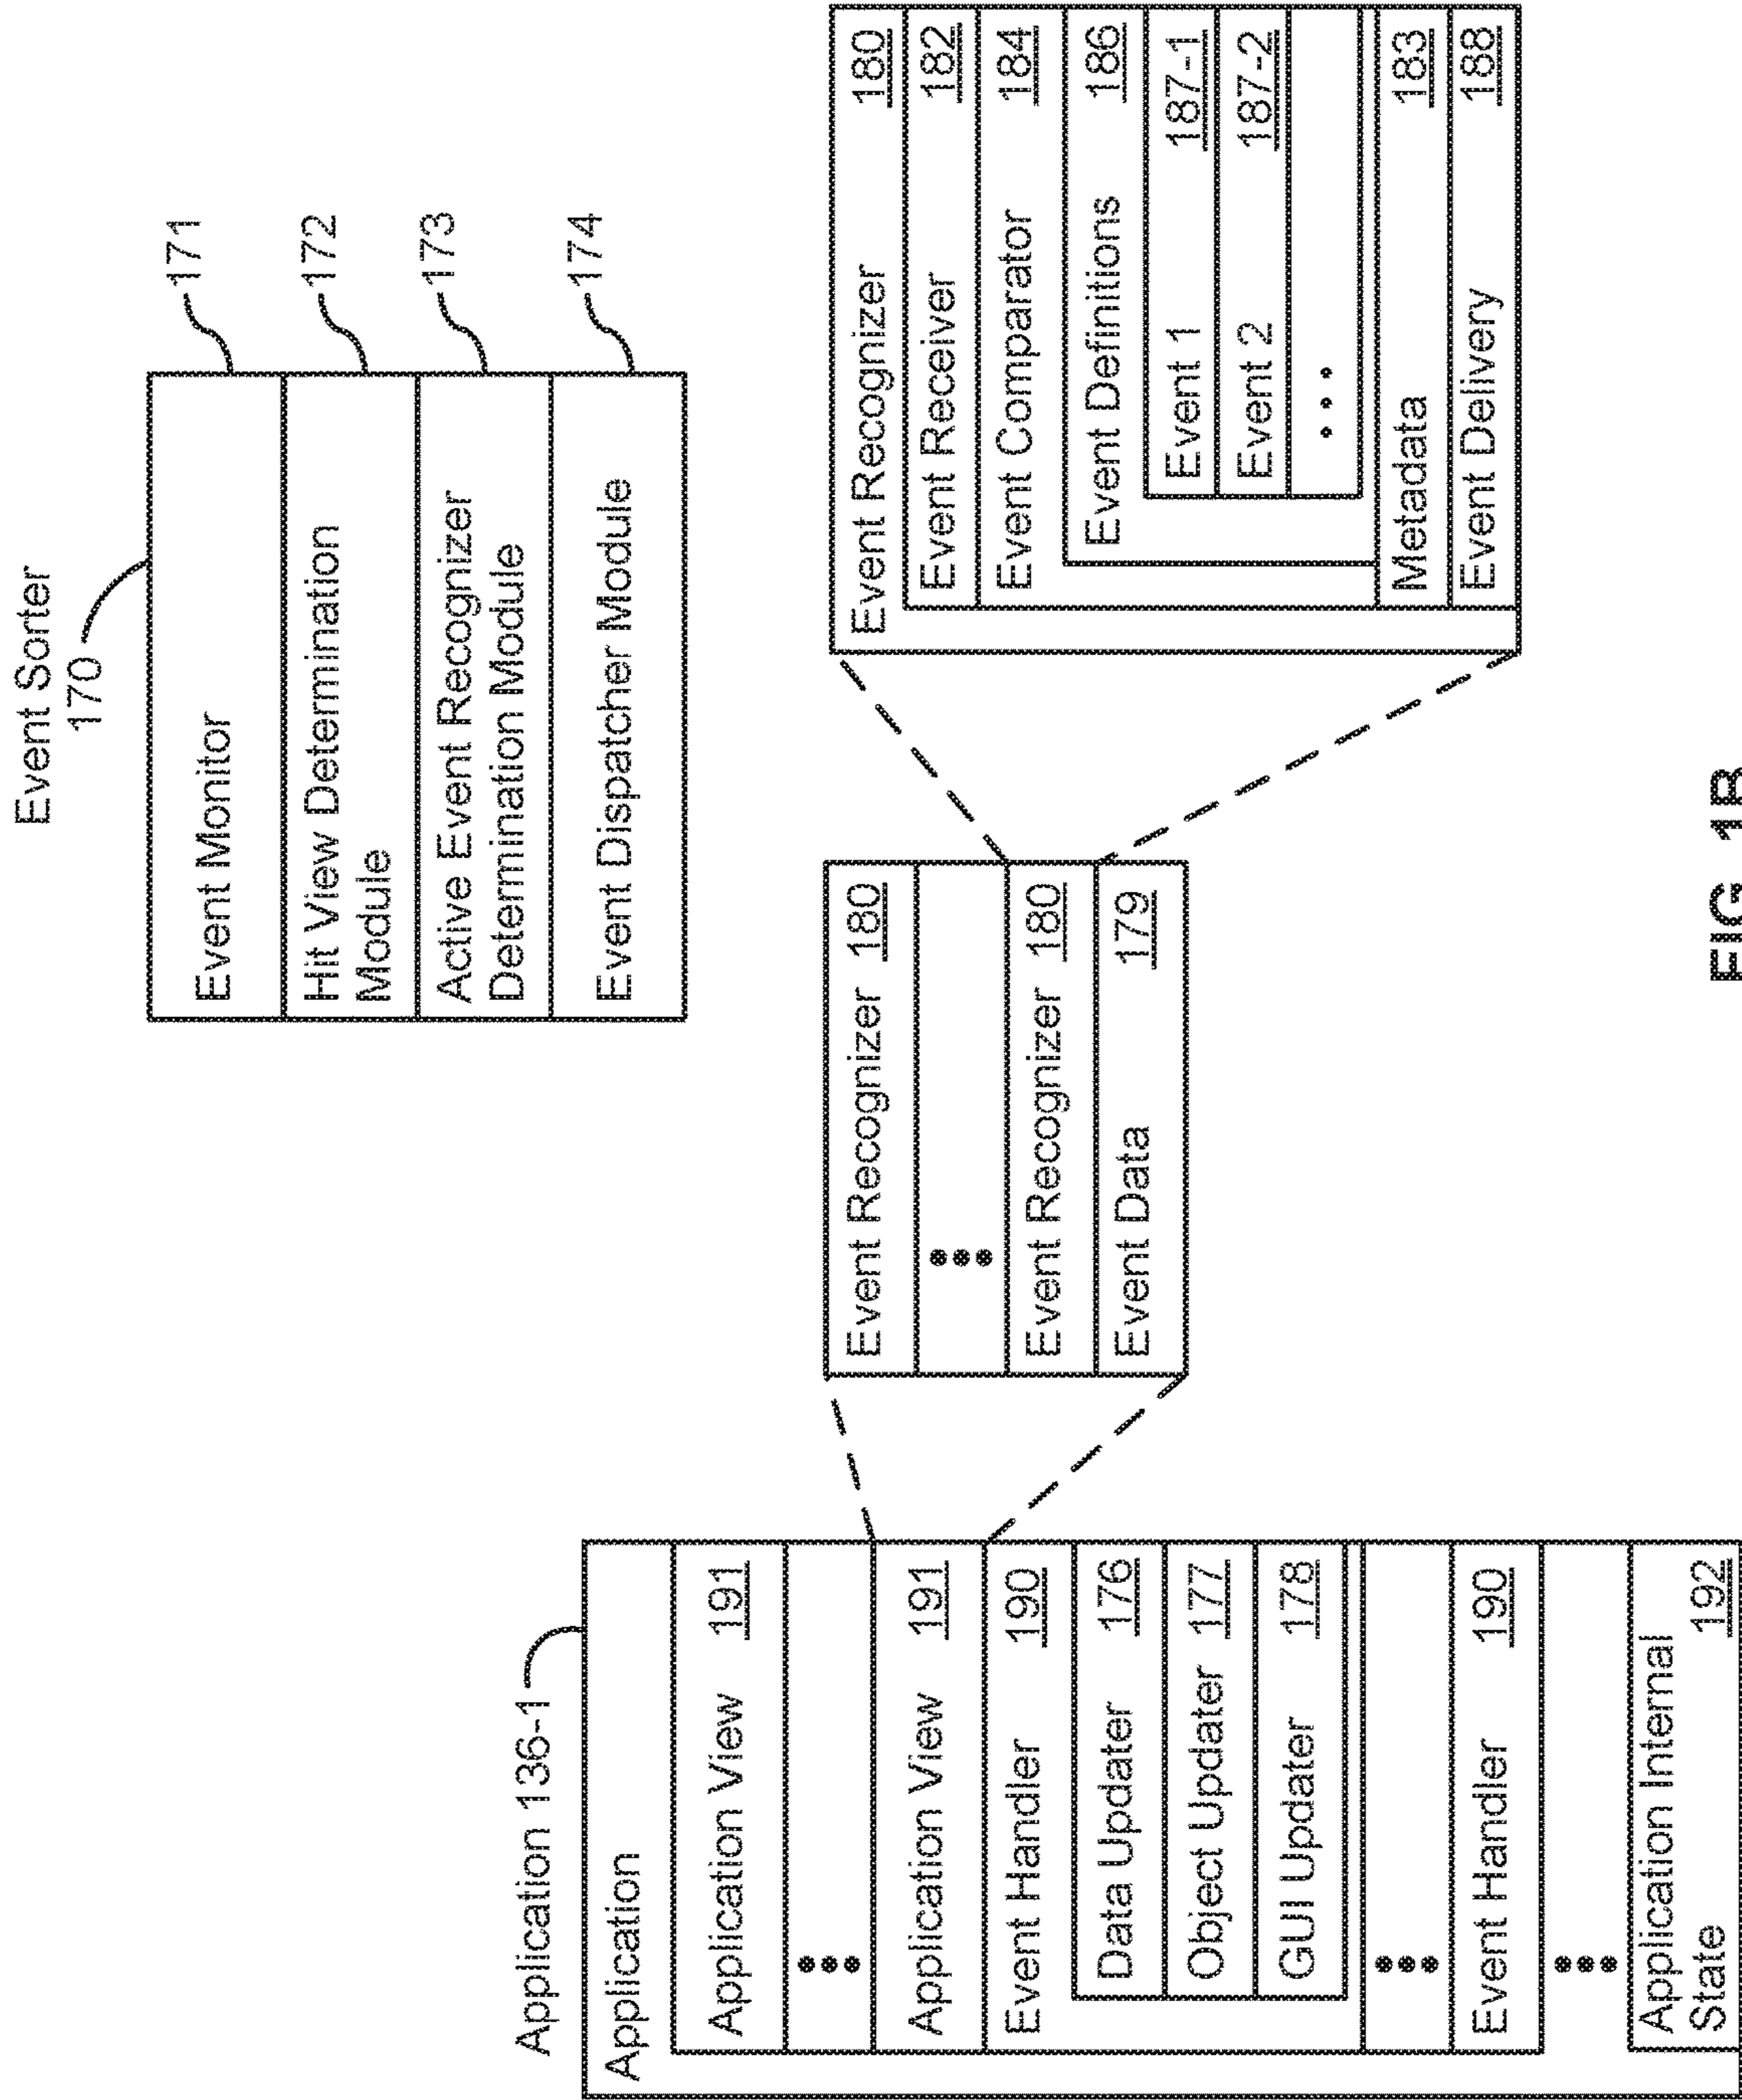 Event Sorter
170
Event Monitor
171
Hit View Determination
Module
172
Active Event Recognizer
Determination Module
173
Event Dispatcher Module
174
Application 136-1
Application
Application View 191
•••
Application View 191
Event Handler 190
Data Updater 176
Object Updater 177
GUI Updater 178
•••
Event Handler 190
•••
Application Internal
State 192
Event Recognizer 180
•••
Event Recognizer 180
Event Data 179
Event Recognizer 180
Event Receiver 182
Event Comparator 184
Event Definitions 186
Event 1 187-1
Event 2 187-2
• • •
Metadata 183
Event Delivery 188
FIG. 1B